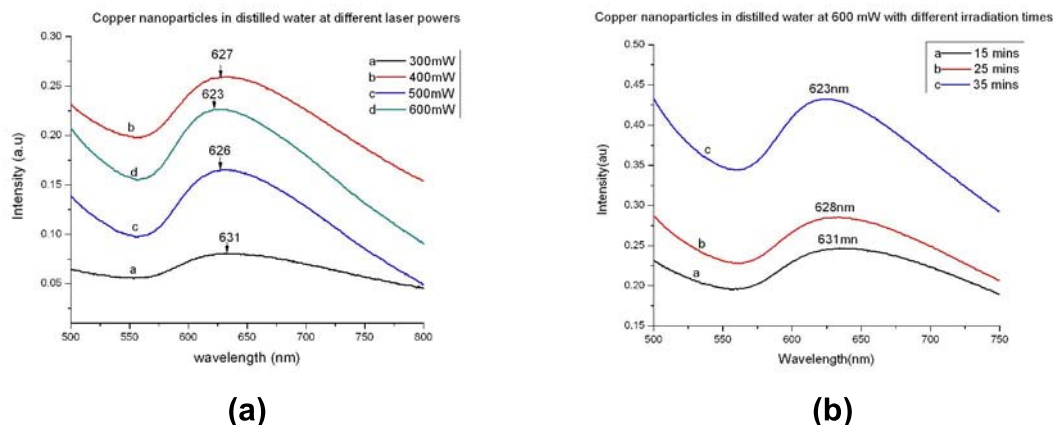 Copper nanoparticles in distilled water at different laser powers
0.30
0.25
0.20
0.15
0.10
0.05
Intensity (a.u)
500 550 600 650 700 750 800
wavelength (nm)
627
623
626
631
b
d
c
a
a 300mW
b 400mW
c 500mW
d 600mW
(a)
Copper nanoparticles in distilled water at 600 mW with different irradiation times
0.50
0.45
0.40
0.35
0.30
0.25
0.20
0.15
Intensity(au)
500 550 600 650 700 750
Wavelength(nm)
623nm
628nm
631mn
c
b
a
a 15 mins
b 25 mins
c 35 mins
(b)